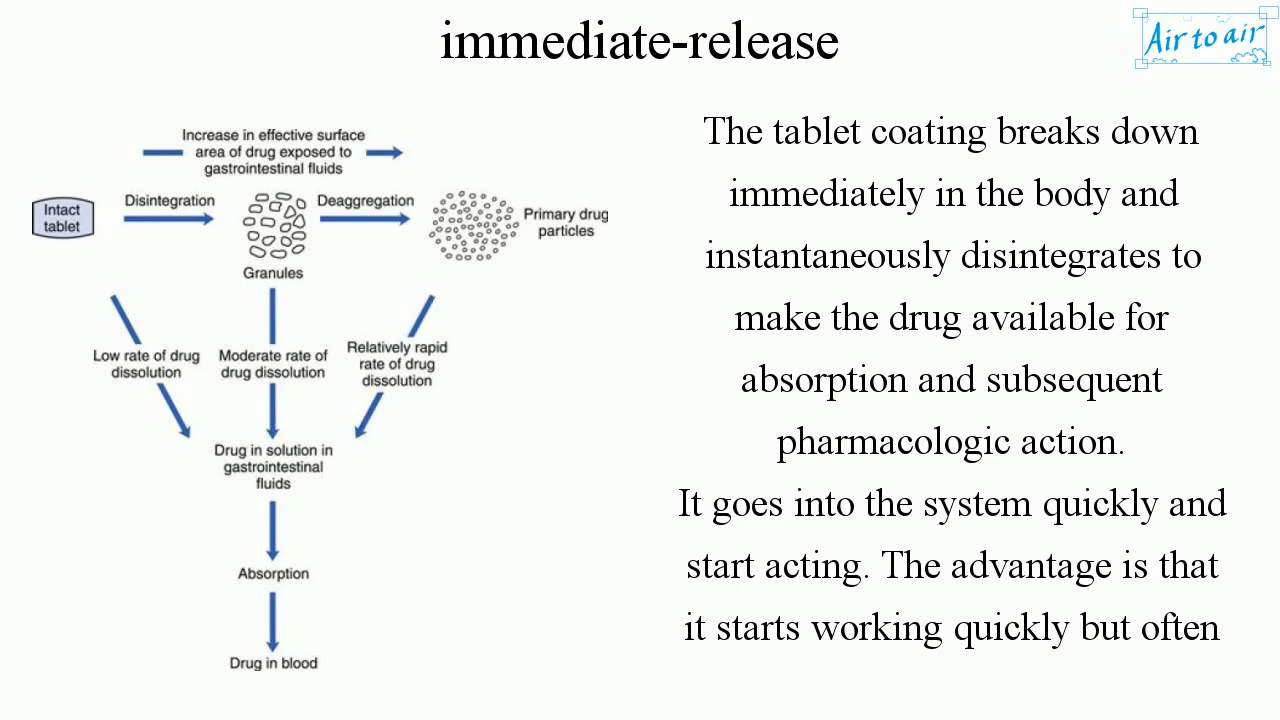 immediate-release
Air to air
Increase in effective surface
area of drug exposed to
gastrointestinal fluids
Intact
tablet
Disintegration
Deaggregation
Primary drug
particles
Granules
Low rate of drug
dissolution
Moderate rate of
drug dissolution
Relatively rapid
rate of drug
dissolution
Drug in solution in
gastrointestinal
fluids
Absorption
Drug in blood
The tablet coating breaks down
immediately in the body and
instantaneously disintegrates to
make the drug available for
absorption and subsequent
pharmacologic action.
It goes into the system quickly and
start acting. The advantage is that
it starts working quickly but often